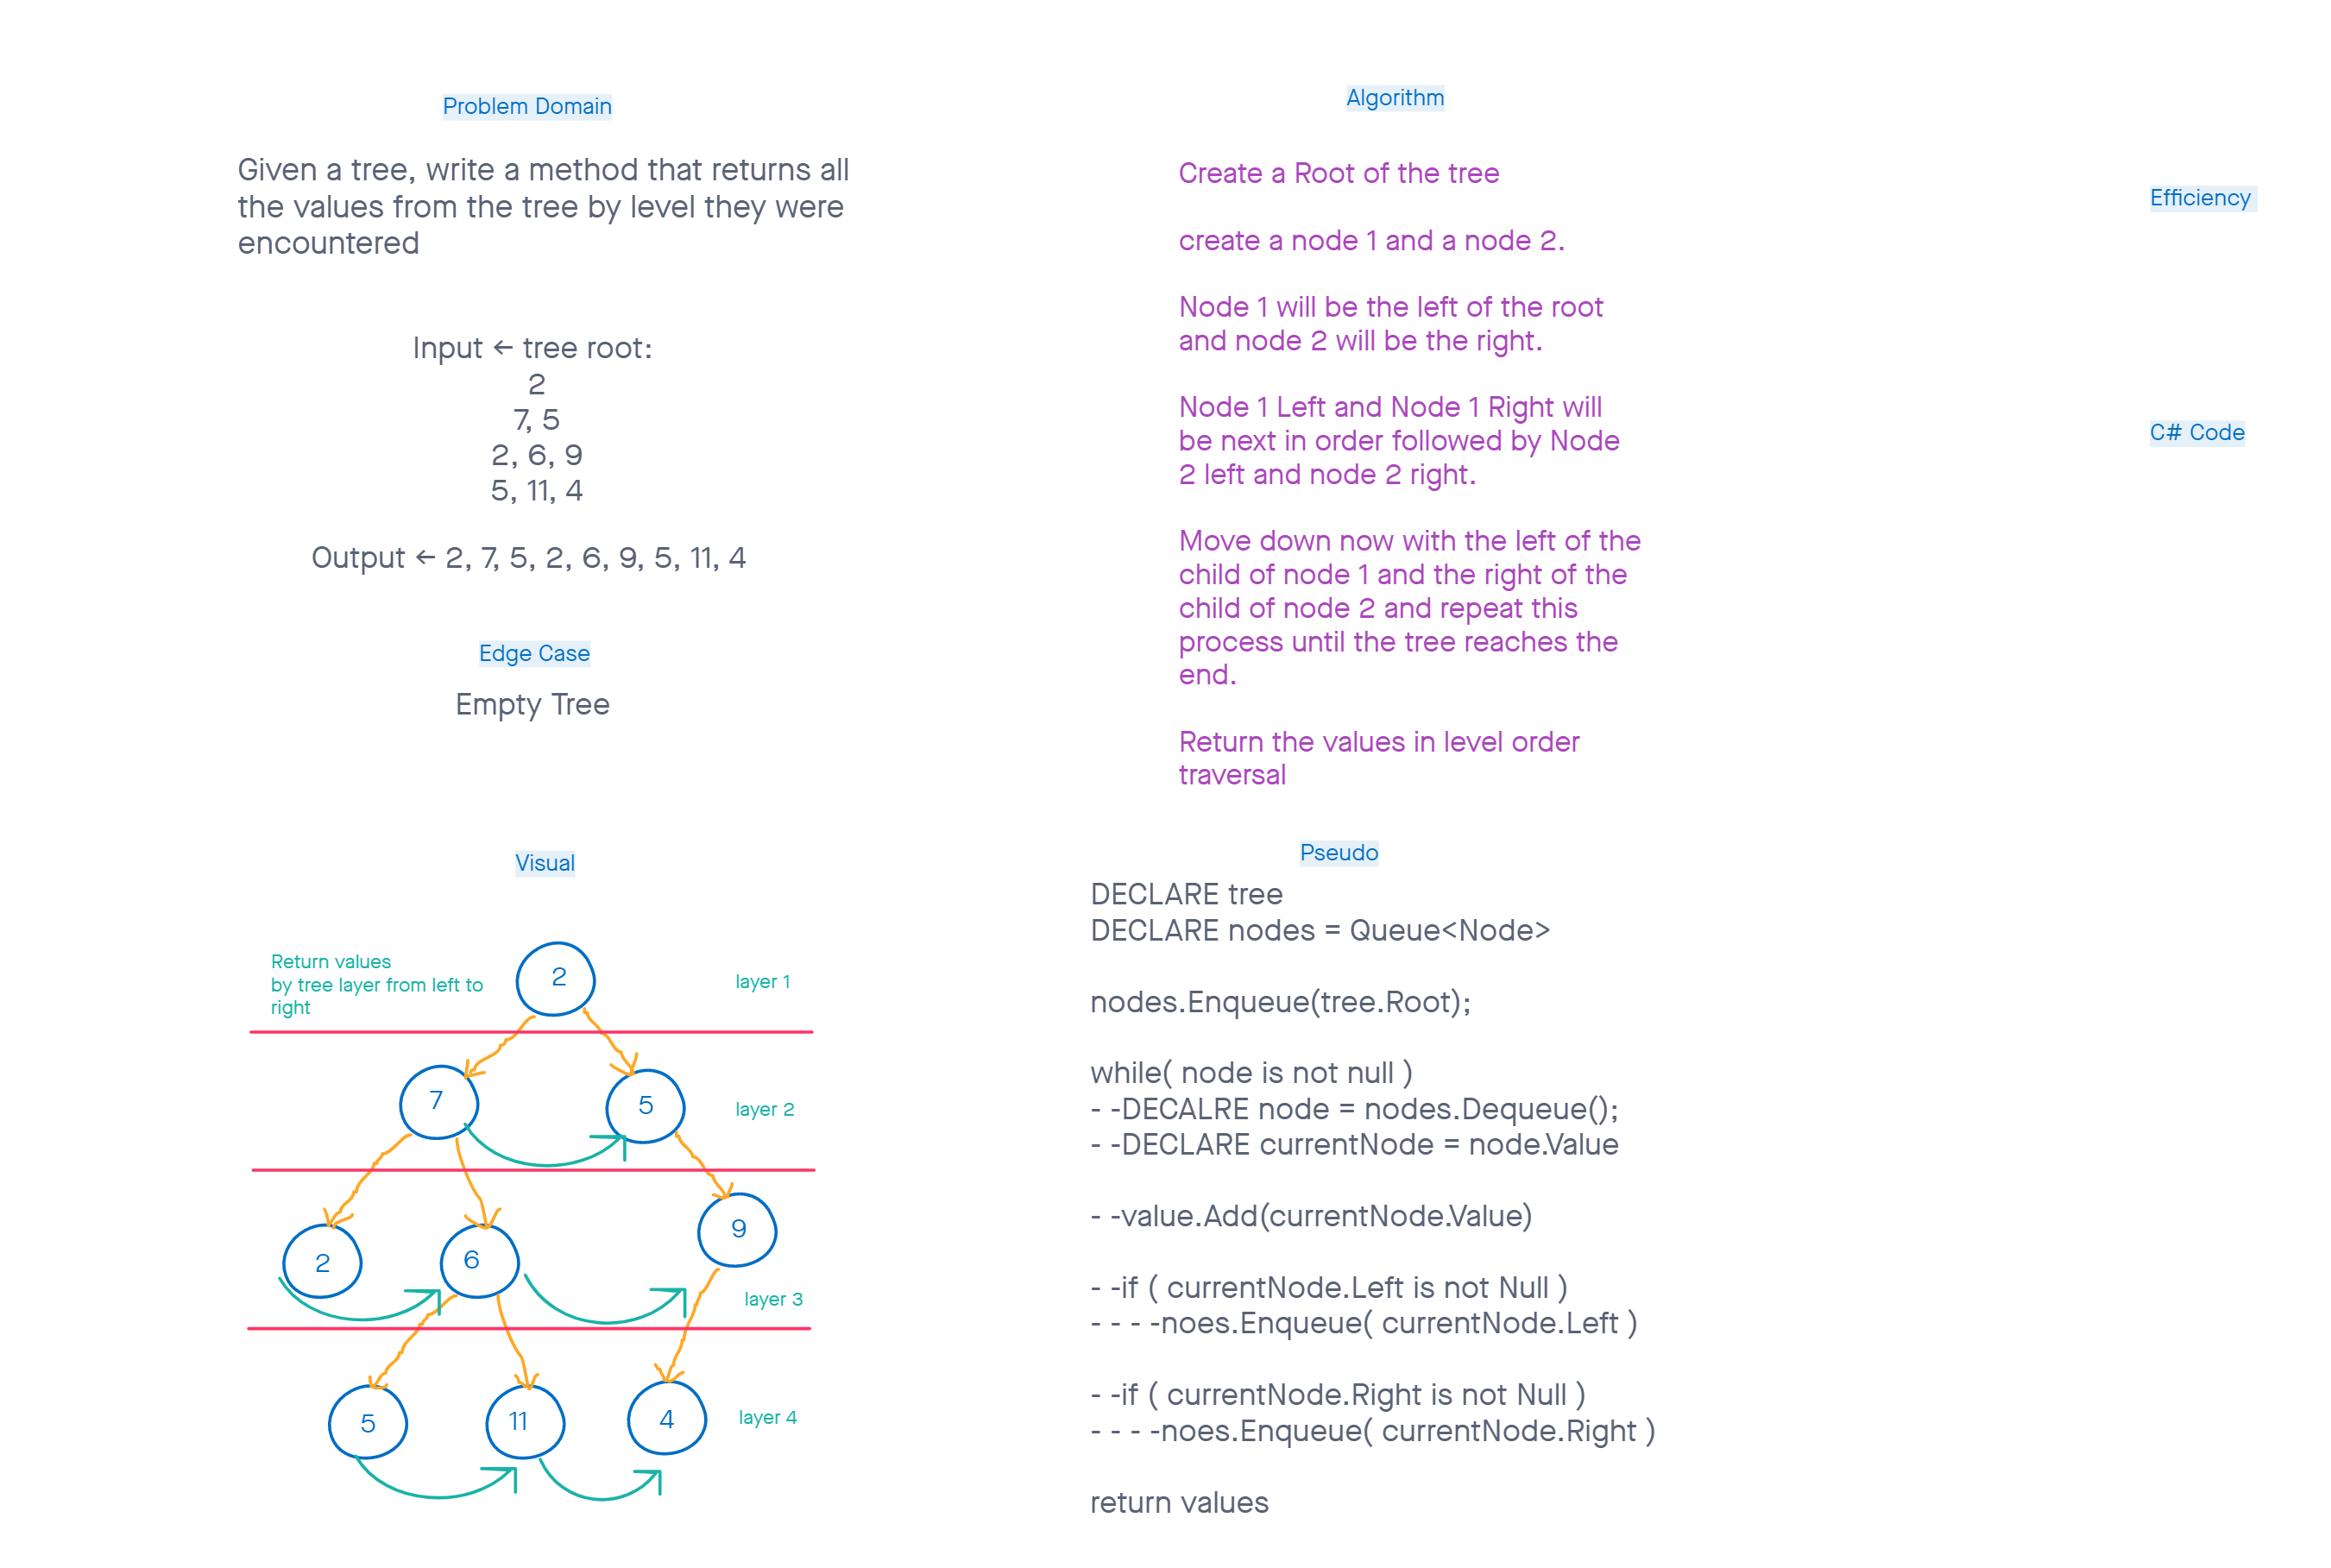 Problem Domain
Given a tree, write a method that returns all
the values from the tree by level they were
encountered
Input ← tree root:
2
7, 5
2, 6, 9
5, 11, 4
Output ← 2, 7, 5, 2, 6, 9, 5, 11, 4
Edge Case
Empty Tree
Visual
Return values
by tree layer from left to
right
2
layer 1
7
5
layer 2
2
6
9
layer 3
5
11
4
layer 4
Algorithm
Create a Root of the tree
create a node 1 and a node 2.
Node 1 will be the left of the root
and node 2 will be the right.
Node 1 Left and Node 1 Right will
be next in order followed by Node
2 left and node 2 right.
Move down now with the left of the
child of node 1 and the right of the
child of node 2 and repeat this
process until the tree reaches the
end.
Return the values in level order
traversal
Pseudo
DECLARE tree
DECLARE nodes = Queue<Node>
nodes.Enqueue(tree.Root);
while( node is not null )
- -DECALRE node = nodes.Dequeue();
- -DECLARE currentNode = node.Value
- -value.Add(currentNode.Value)
- -if ( currentNode.Left is not Null )
- - - -noes.Enqueue( currentNode.Left )
- -if ( currentNode.Right is not Null )
- - - -noes.Enqueue( currentNode.Right )
return values
Efficiency
C# Code